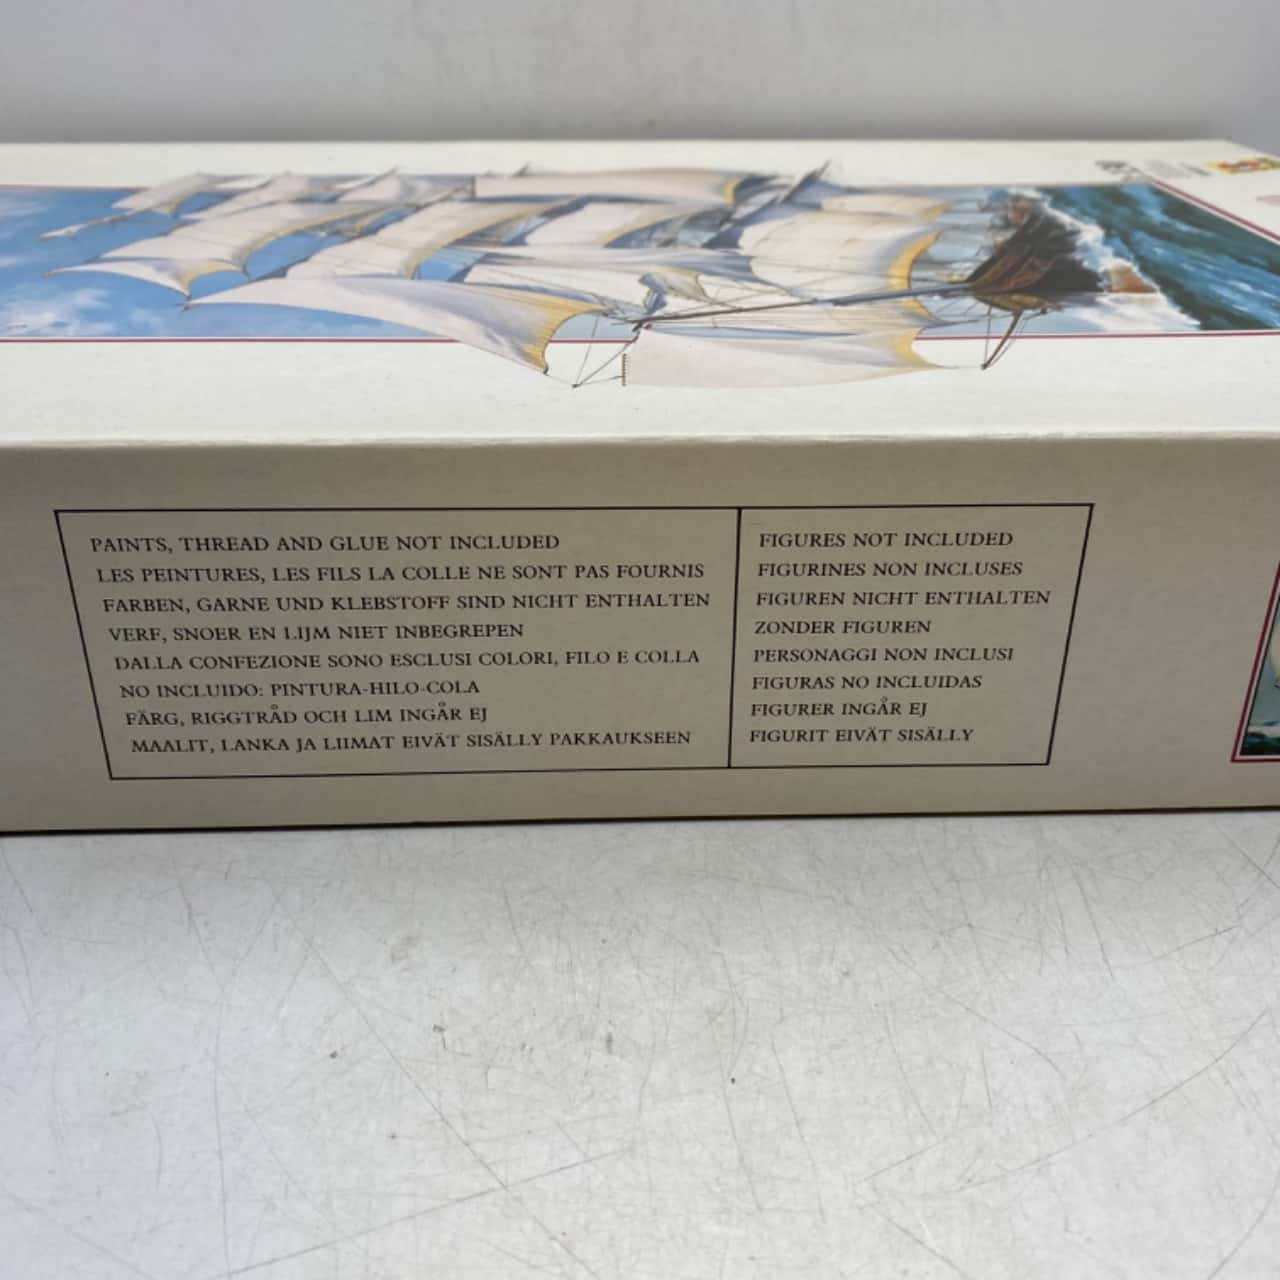 PAINTS, THREAD AND GLUE NOT INCLUDED
LES PEINTURES, LES FILS LA COLLE NE SONT PAS FOURNIS
FARBEN, GARNE UND KLEBSTOFF SIND NICHT ENTHALTEN
VERF, SNOER EN LIJM NIET INBEGREPEN
DALLA CONFEZIONE SONO ESCLUSI COLORI, FILO E COLLA
NO INCLUIDO: PINTURA-HILO-COLA
FÄRG, RIGGTRÅD OCH LIM INGÅR EJ
MAALIT, LANKA JA LIIMAT EIVÄT SISÄLLY PAKKAUKSEEN
FIGURES NOT INCLUDED
FIGURINES NON INCLUSES
FIGUREN NICHT ENTHALTEN
ZONDER FIGUREN
PERSONAGGI NON INCLUSI
FIGURAS NO INCLUIDAS
FIGURER INGÅR EJ
FIGURIT EIVÄT SISÄLLY